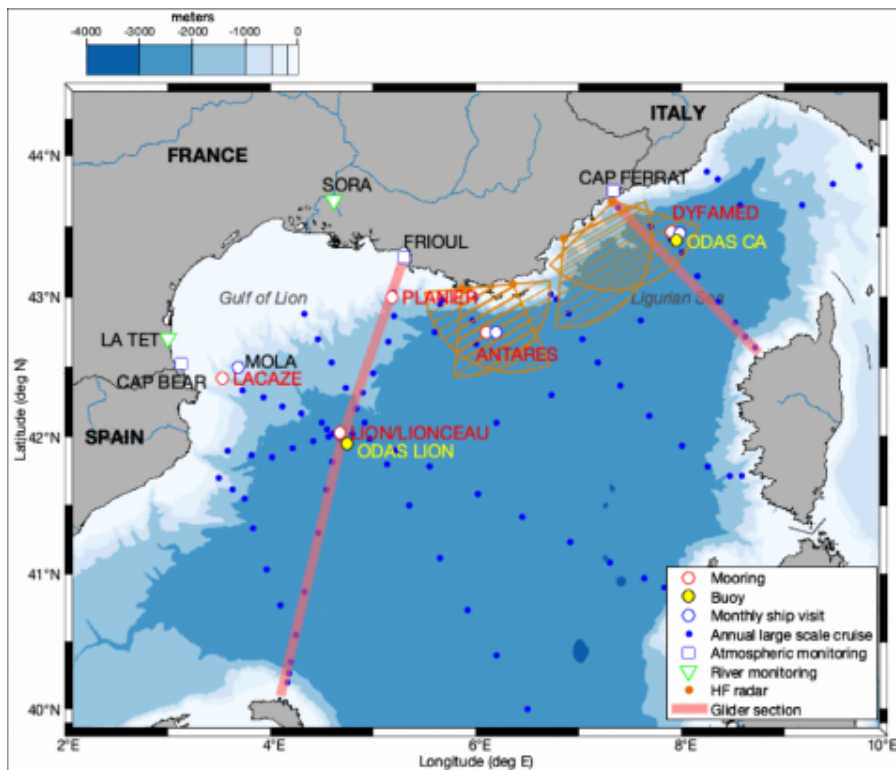 meters
-4000 -3000 -2000 -1000 0
ITALY
FRANCE
44°N
CAP FERRAT
SORA
DYFAMED
ODAS CA
FRIOUL
43°N
Gulf of Lion
PLANIER
Ligurian Sea
LA TET
MOLA
ANTARES
CAP BEAR
LACAZE
42°N
LION/LIONCEAU
SPAIN
ODAS LION
Latitude (deg N)
41°N
Mooring
Buoy
Monthly ship visit
Annual large scale cruise
Atmospheric monitoring
River monitoring
HF radar
Glider section
40°N
2°E 4°E 6°E 8°E 10°E
Longitude (deg E)